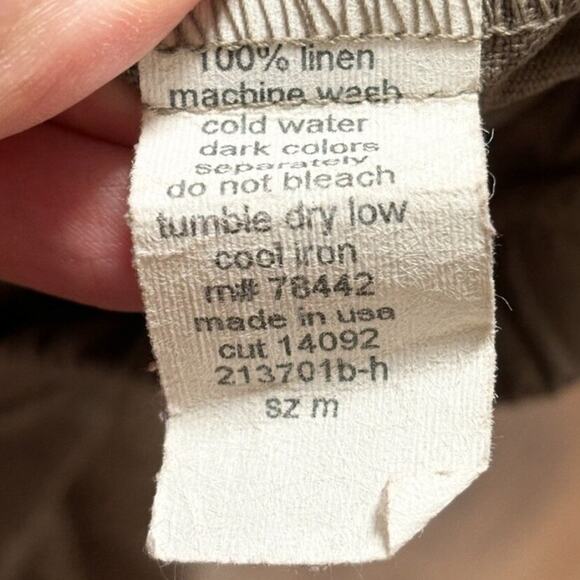 100% linen
machine wash
cold water
dark colors
separately
do not bleach
tumble dry low
cool iron
rn# 78442
made in usa
cut 14092
213701b-h
sz m